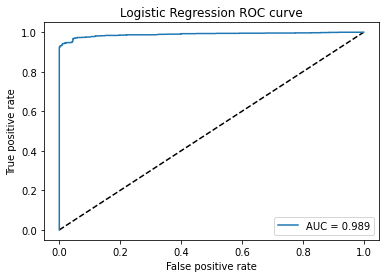 Logistic Regression ROC curve
True positive rate
1.0
0.8
0.6
0.4
0.2
0.0
AUC = 0.989
0.0 0.2 0.4 0.6 0.8 1.0
False positive rate